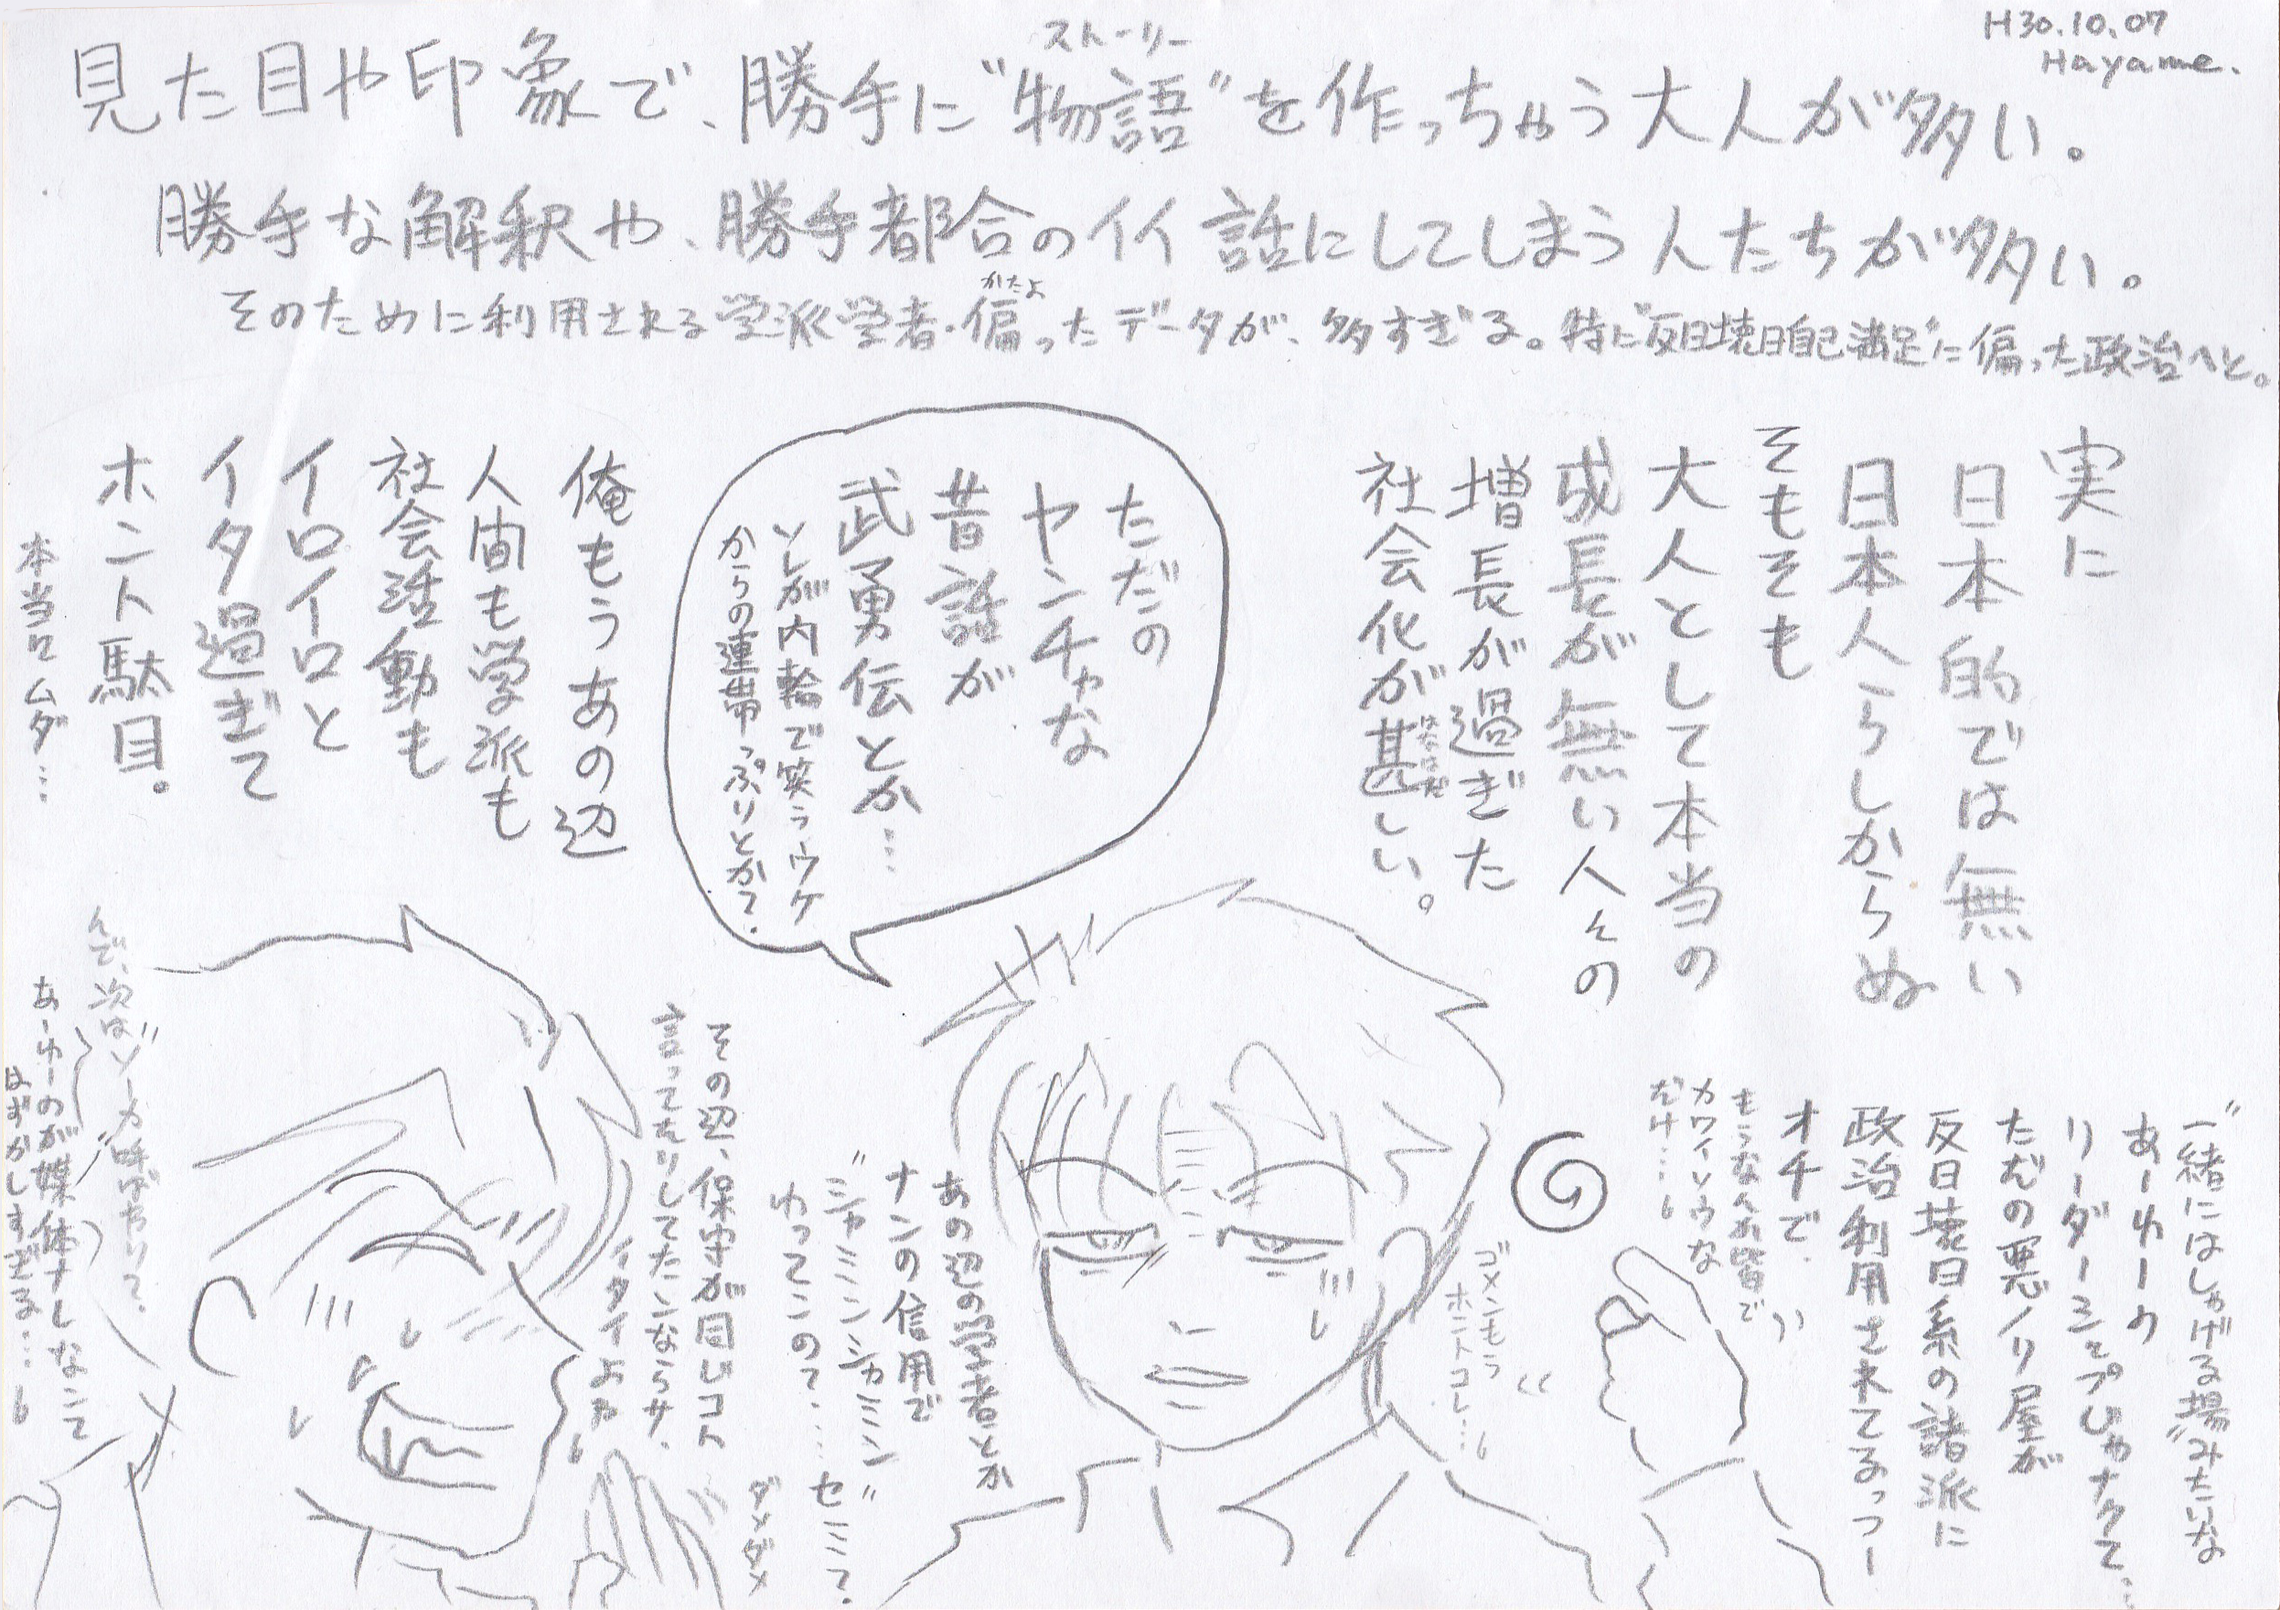 H30.10.07
Hayame.
見た目や印象で、勝手に“物語”を作っちゃう大人が多い。
ストーリー
勝手な解釈や、勝手都合のイイ話にしてしまう人たちが多い。
そのために利用される学派学者・偏ったデータが、多すぎる。特に“反日壊日自己満足”に偏った政治へと。
かたよ
実に
日本的では無い
日本人らしからぬ
そもそも
大人として本当の
成長が無い人々の
増長が過ぎた
社会化が甚しい。
はなはだ
ただの
ヤンチャな
昔話が
武勇伝とか…
ソレが内輪で笑うウケ
からの連帯っぷりとかて。
俺もうあの辺
人間も学派も
社会活動も
イロイロと
イタ過ぎて
ホント駄目。
本当ロムダ…
“一緒にはしゃげる場”みたいな
あーゆーの
リーダーシップじゃナクて…
ただの悪ノリ屋が
反日壊日系の諸派に
政治利用されてるっつー
オチで。
もうなんか皆で
カワイソウな
だけ…
ゴメンもう
ホントコレ…
あの辺の学者とか
ナンの信用で
“シカミンシカミン”
ゆってこのて…。セミミて。
ダメダメ
その辺、保守が同じコト
言ってたりしてたンならサ、
イタイよね
んで、次はソーカ呼ばわりて。
あーゆーのが媒体ナしなこて
はずかしすぎる…